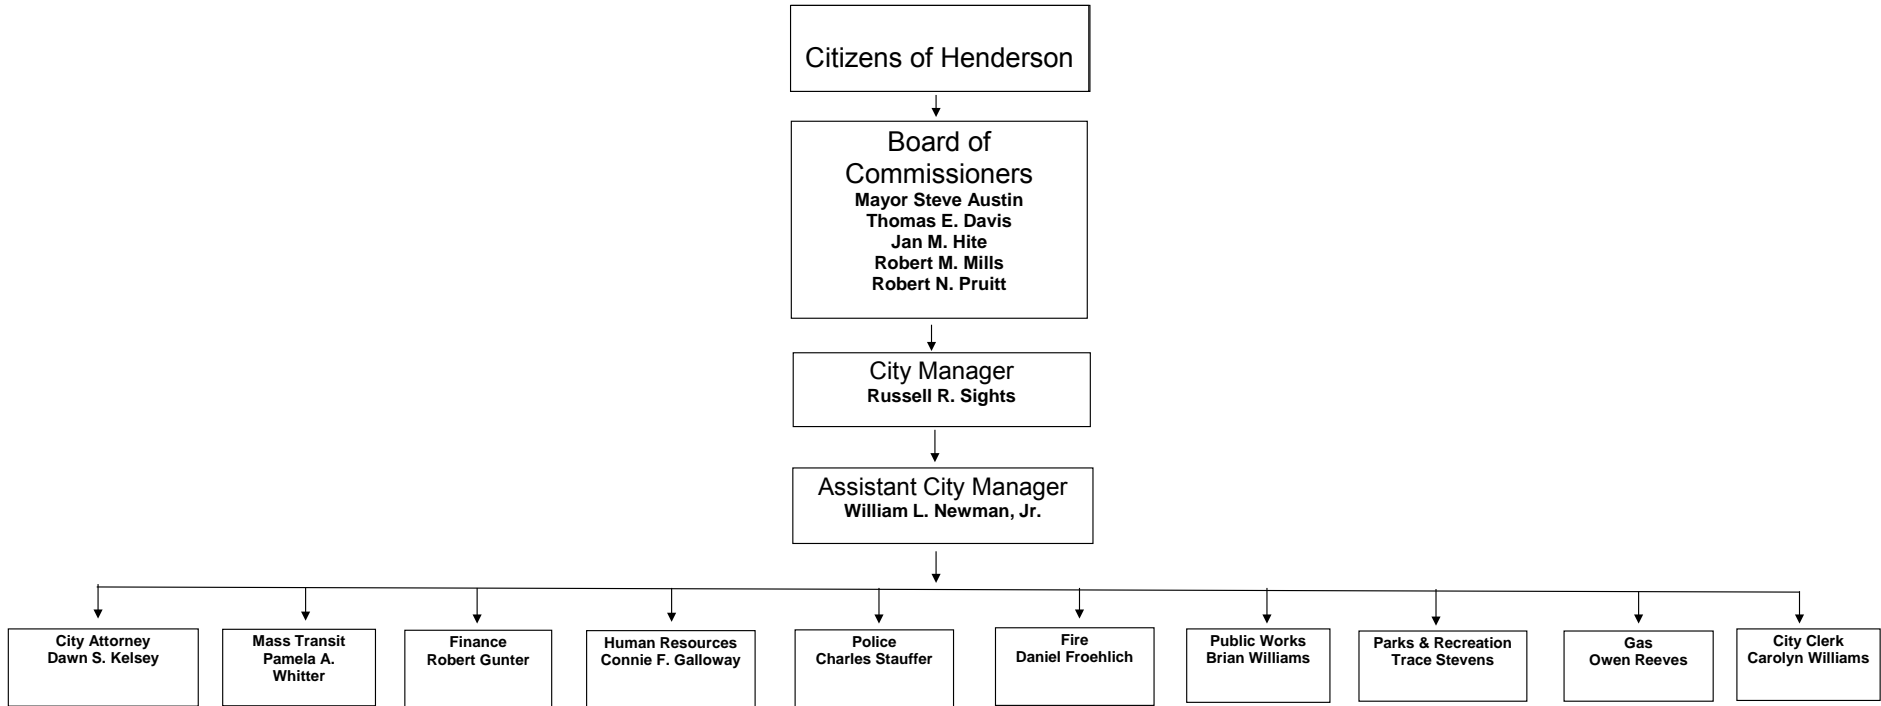 Citizens of Henderson
Board of
Commissioners
Mayor Steve Austin
Thomas E. Davis
Jan M. Hite
Robert M. Mills
Robert N. Pruitt
City Manager
Russell R. Sights
Assistant City Manager
William L. Newman, Jr.
City Attorney
Dawn S. Kelsey
Mass Transit
Pamela A.
Whitter
Finance
Robert Gunter
Human Resources
Connie F. Galloway
Police
Charles Stauffer
Fire
Daniel Froehlich
Public Works
Brian Williams
Parks & Recreation
Trace Stevens
Gas
Owen Reeves
City Clerk
Carolyn Williams